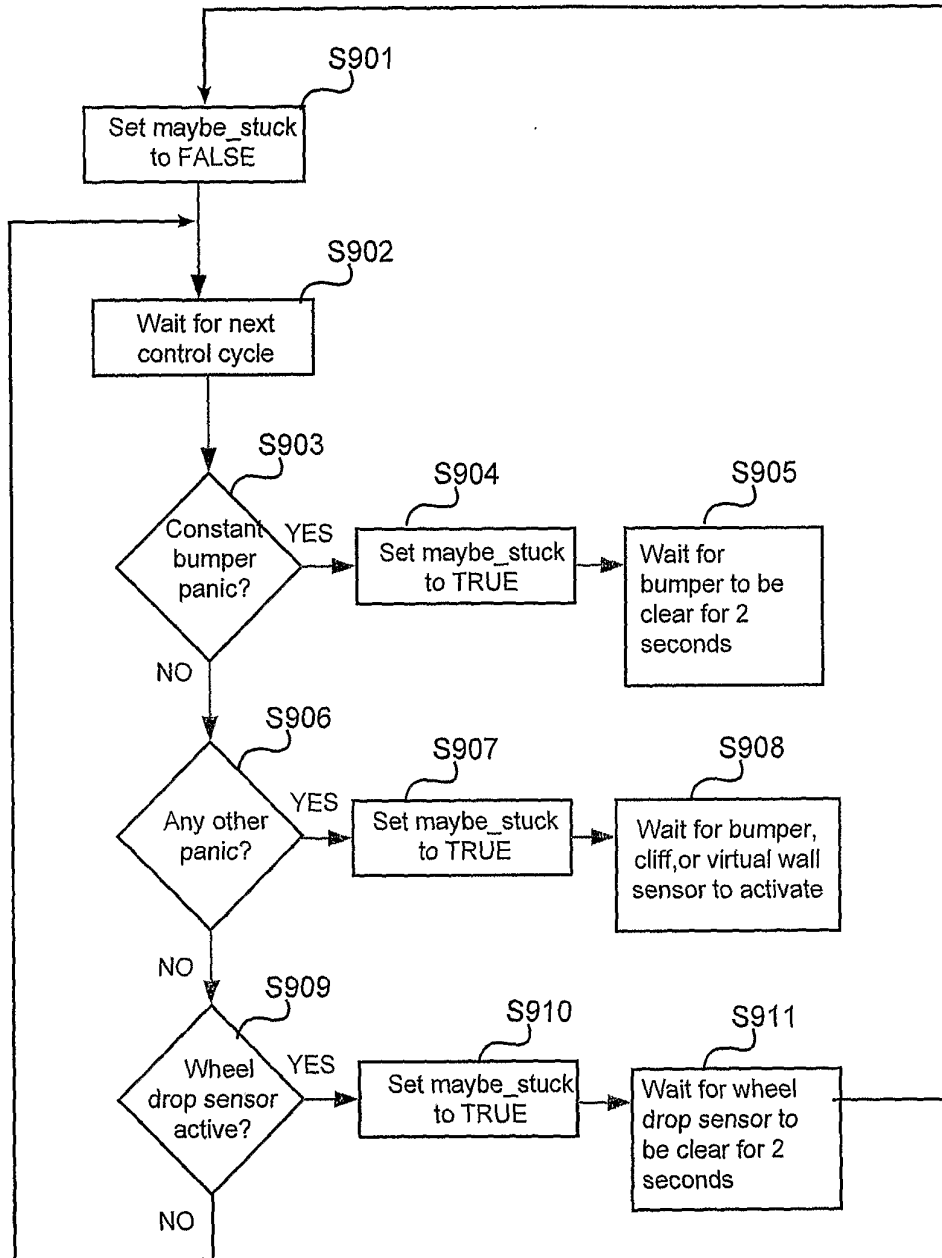 S901
Set maybe_stuck
to FALSE
S902
Wait for next
control cycle
S903
Constant
bumper
panic?
YES
S904
Set maybe_stuck
to TRUE
S905
Wait for
bumper to be
clear for 2
seconds
NO
S906
Any other
panic?
YES
S907
Set maybe_stuck
to TRUE
S908
Wait for bumper,
cliff,or virtual wall
sensor to activate
NO
S909
Wheel
drop sensor
active?
YES
S910
Set maybe_stuck
to TRUE
S911
Wait for wheel
drop sensor to
be clear for 2
seconds
NO